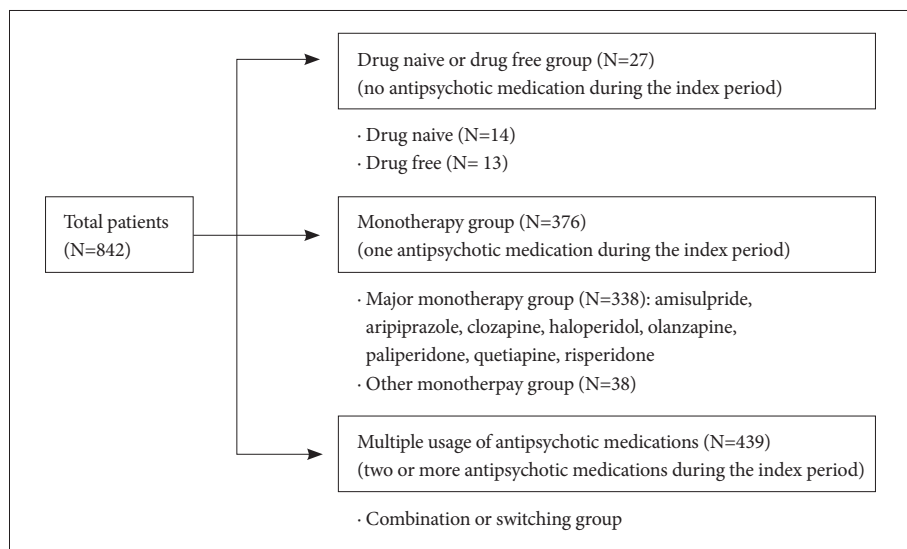 Drug naive or drug free group (N=27)
(no antipsychotic medication during the index period)
· Drug naive (N=14)
· Drug free (N= 13)
Total patients
(N=842)
Monotherapy group (N=376)
(one antipsychotic medication during the index period)
· Major monotherapy group (N=338): amisulpride,
aripiprazole, clozapine, haloperidol, olanzapine,
paliperidone, quetiapine, risperidone
· Other monotherpay group (N=38)
Multiple usage of antipsychotic medications (N=439)
(two or more antipsychotic medications during the index period)
· Combination or switching group